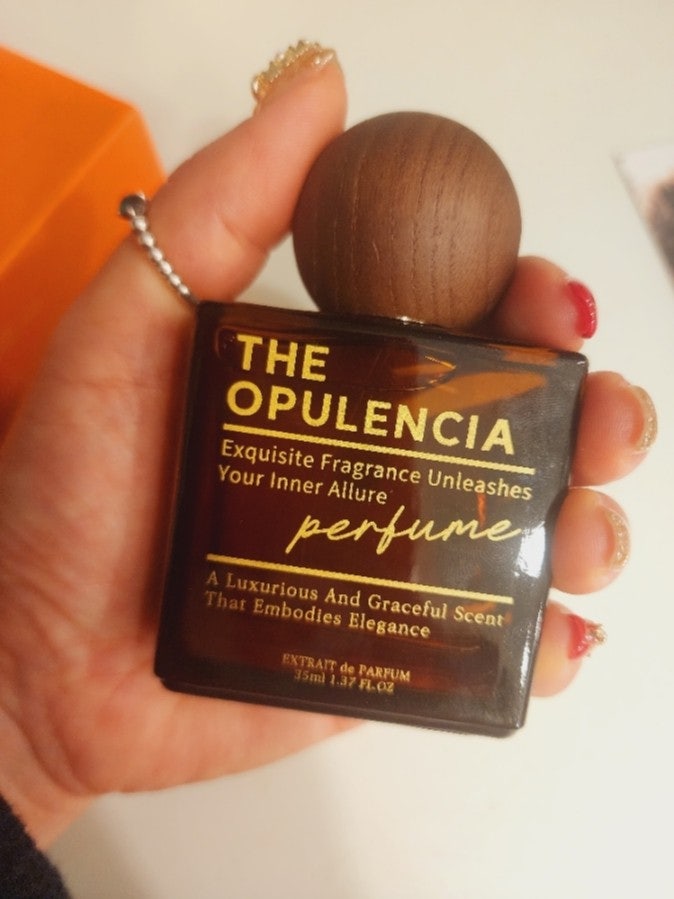 THE
OPULENCIA
Exquisite Fragrance Unleashes
Your Inner Allure
perfume
A Luxurious And Graceful Scent
That Embodies Elegance
EXTRAIT de PARFUM
35ml 1.37 FL.OZ